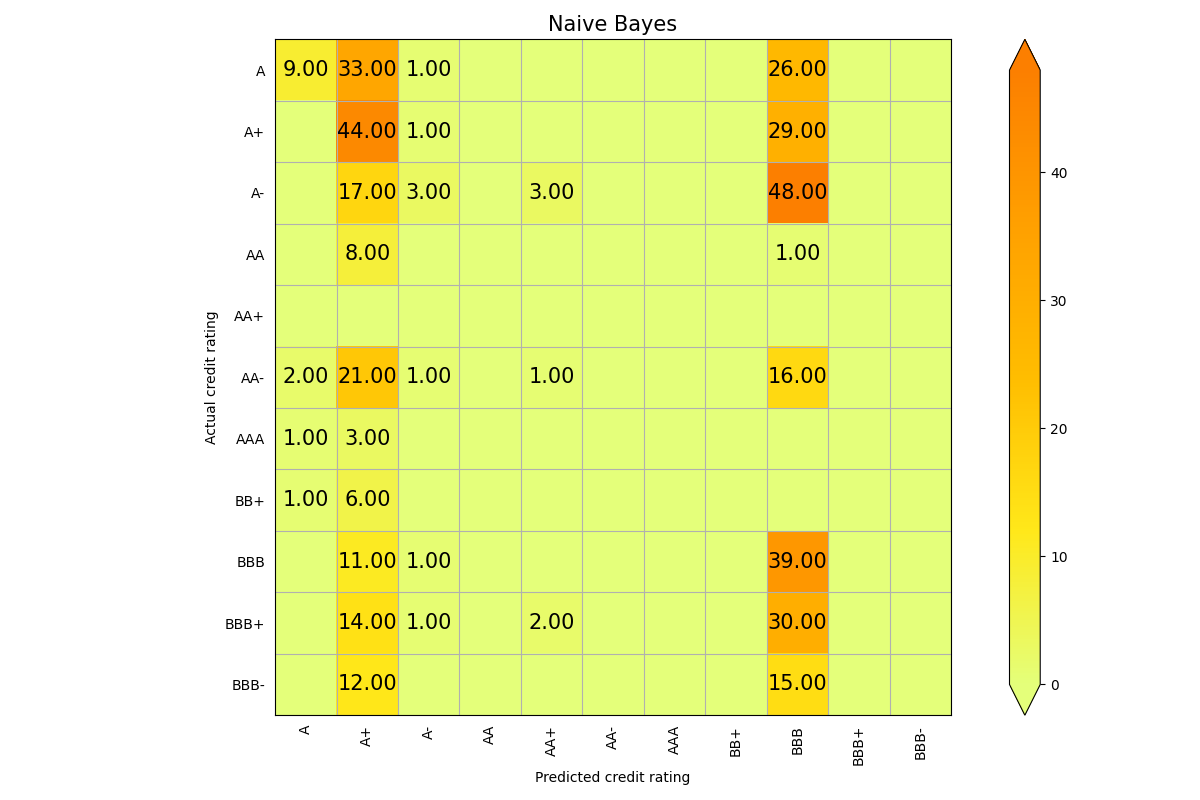 Naive Bayes
A 9.00 33.00 1.00 26.00
A+ 44.00 1.00 29.00
A- 17.00 3.00 3.00 48.00
AA 8.00 1.00
AA+
AA- 2.00 21.00 1.00 1.00 16.00
AAA 1.00 3.00
BB+ 1.00 6.00
BBB 11.00 1.00 39.00
BBB+ 14.00 1.00 2.00 30.00
BBB- 12.00 15.00
Actual credit rating
A A+ A- AA AA+ AA- AAA BB+ BBB BBB+ BBB-
Predicted credit rating
40
30
20
10
0